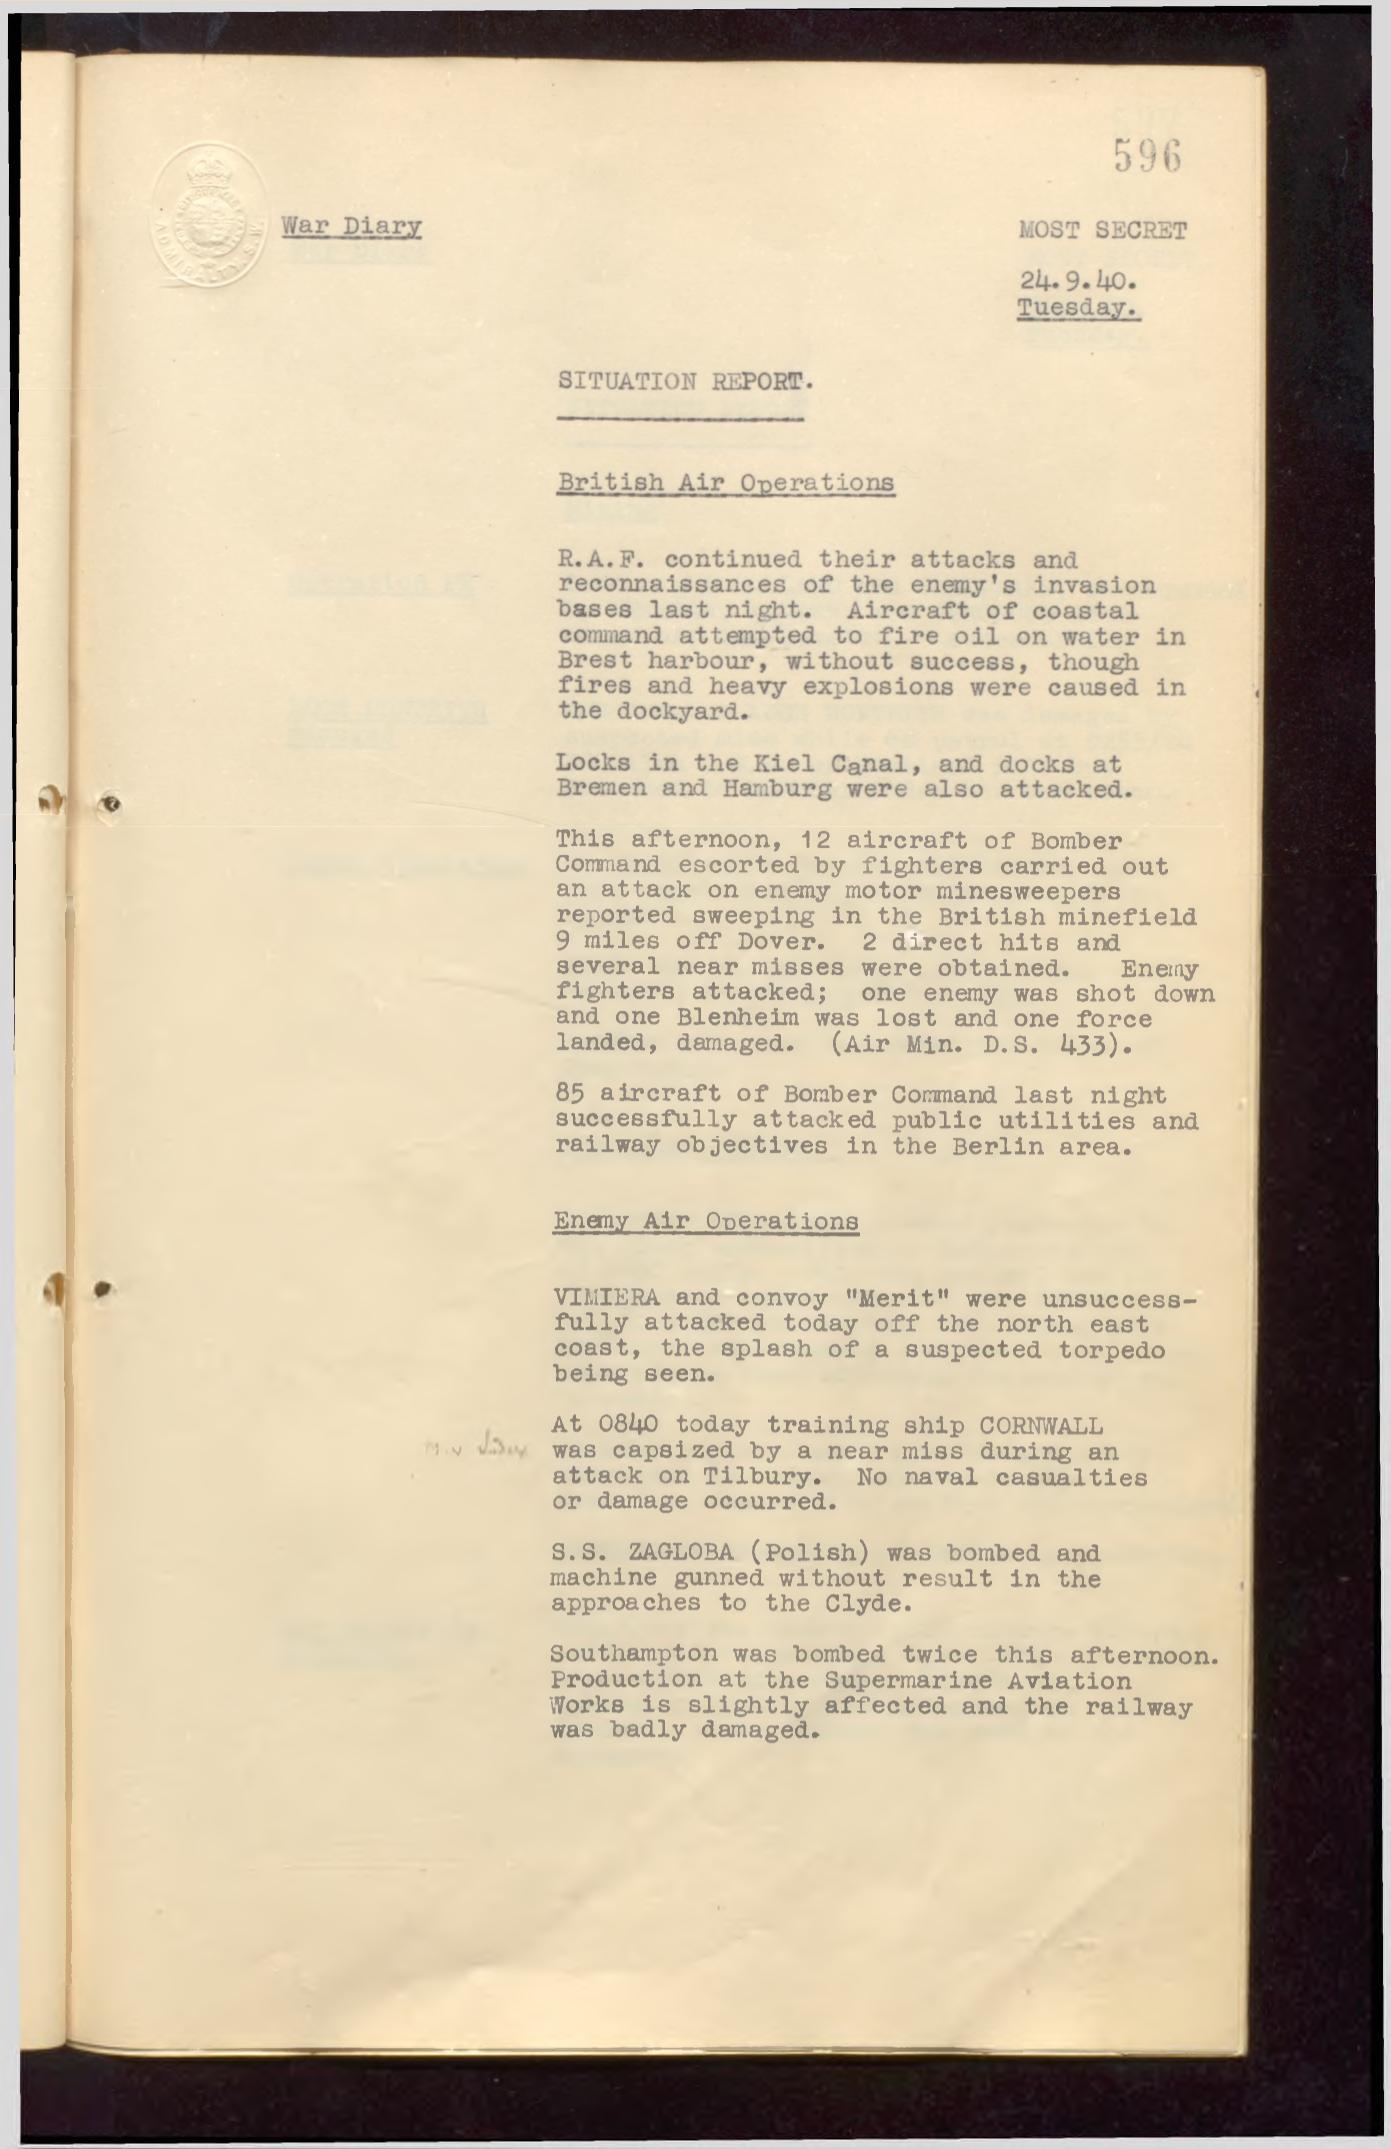 596
ADMIRALTY. S.W.
War Diary
MOST SECRET
24.9.40.
Tuesday.
SITUATION REPORT.
British Air Operations
R.A.F. continued their attacks and
reconnaissances of the enemy's invasion
bases last night. Aircraft of coastal
command attempted to fire oil on water in
Brest harbour, without success, though
fires and heavy explosions were caused in
the dockyard.
Locks in the Kiel Canal, and docks at
Bremen and Hamburg were also attacked.
This afternoon, 12 aircraft of Bomber
Command escorted by fighters carried out
an attack on enemy motor minesweepers
reported sweeping in the British minefield
9 miles off Dover. 2 direct hits and
several near misses were obtained. Enemy
fighters attacked; one enemy was shot down
and one Blenheim was lost and one force
landed, damaged. (Air Min. D.S. 433).
85 aircraft of Bomber Command last night
successfully attacked public utilities and
railway objectives in the Berlin area.
Enemy Air Operations
VIMIERA and convoy "Merit" were unsuccess-
fully attacked today off the north east
coast, the splash of a suspected torpedo
being seen.
At 0840 today training ship CORNWALL
was capsized by a near miss during an
attack on Tilbury. No naval casualties
or damage occurred.
S.S. ZAGLOBA (Polish) was bombed and
machine gunned without result in the
approaches to the Clyde.
Southampton was bombed twice this afternoon.
Production at the Supermarine Aviation
Works is slightly affected and the railway
was badly damaged.